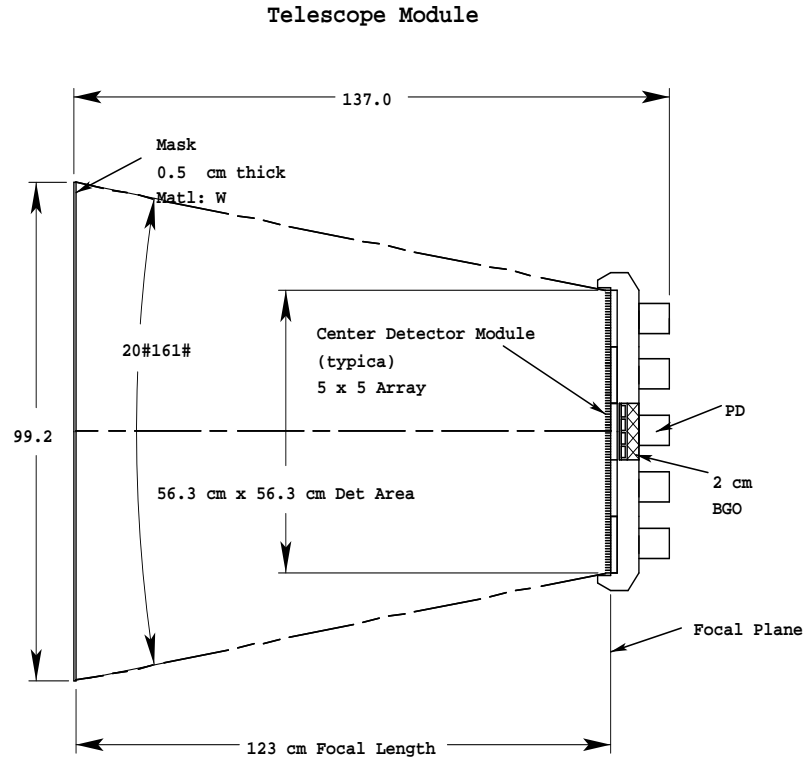 Telescope Module
137.0
Mask
0.5 cm thick
Matl: W
20#161#
Center Detector Module
(typica)
5 x 5 Array
PD
99.2
2 cm
BGO
56.3 cm x 56.3 cm Det Area
Focal Plane
123 cm Focal Length